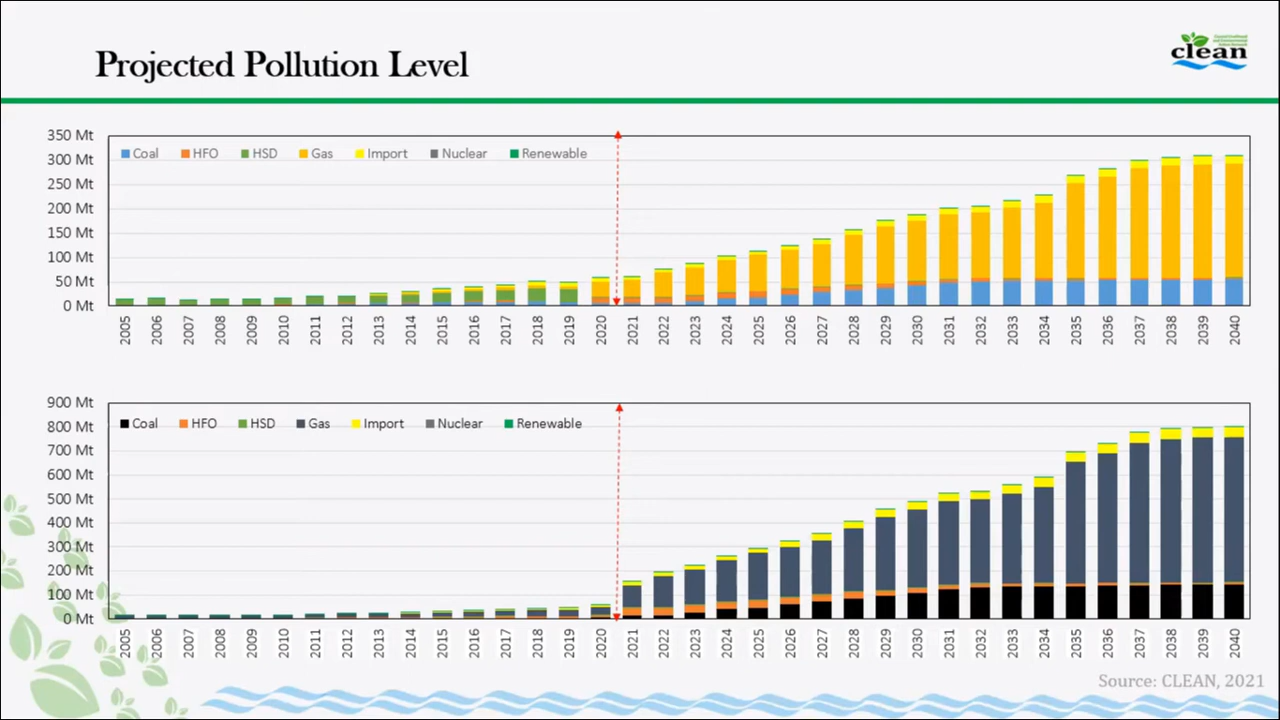 Projected Pollution Level
clean
350 Mt
300 Mt
250 Mt
200 Mt
150 Mt
100 Mt
50 Mt
0 Mt
Coal HFO HSD Gas Import Nuclear Renewable
2005 2006 2007 2008 2009 2010 2011 2012 2013 2014 2015 2016 2017 2018 2019 2020 2021 2022 2023 2024 2025 2026 2027 2028 2029 2030 2031 2032 2033 2034 2035 2036 2037 2038 2039 2040
900 Mt
800 Mt
700 Mt
600 Mt
500 Mt
400 Mt
300 Mt
200 Mt
100 Mt
0 Mt
Coal HFO HSD Gas Import Nuclear Renewable
2005 2006 2007 2008 2009 2010 2011 2012 2013 2014 2015 2016 2017 2018 2019 2020 2021 2022 2023 2024 2025 2026 2027 2028 2029 2030 2031 2032 2033 2034 2035 2036 2037 2038 2039 2040
Source: CLEAN, 2021